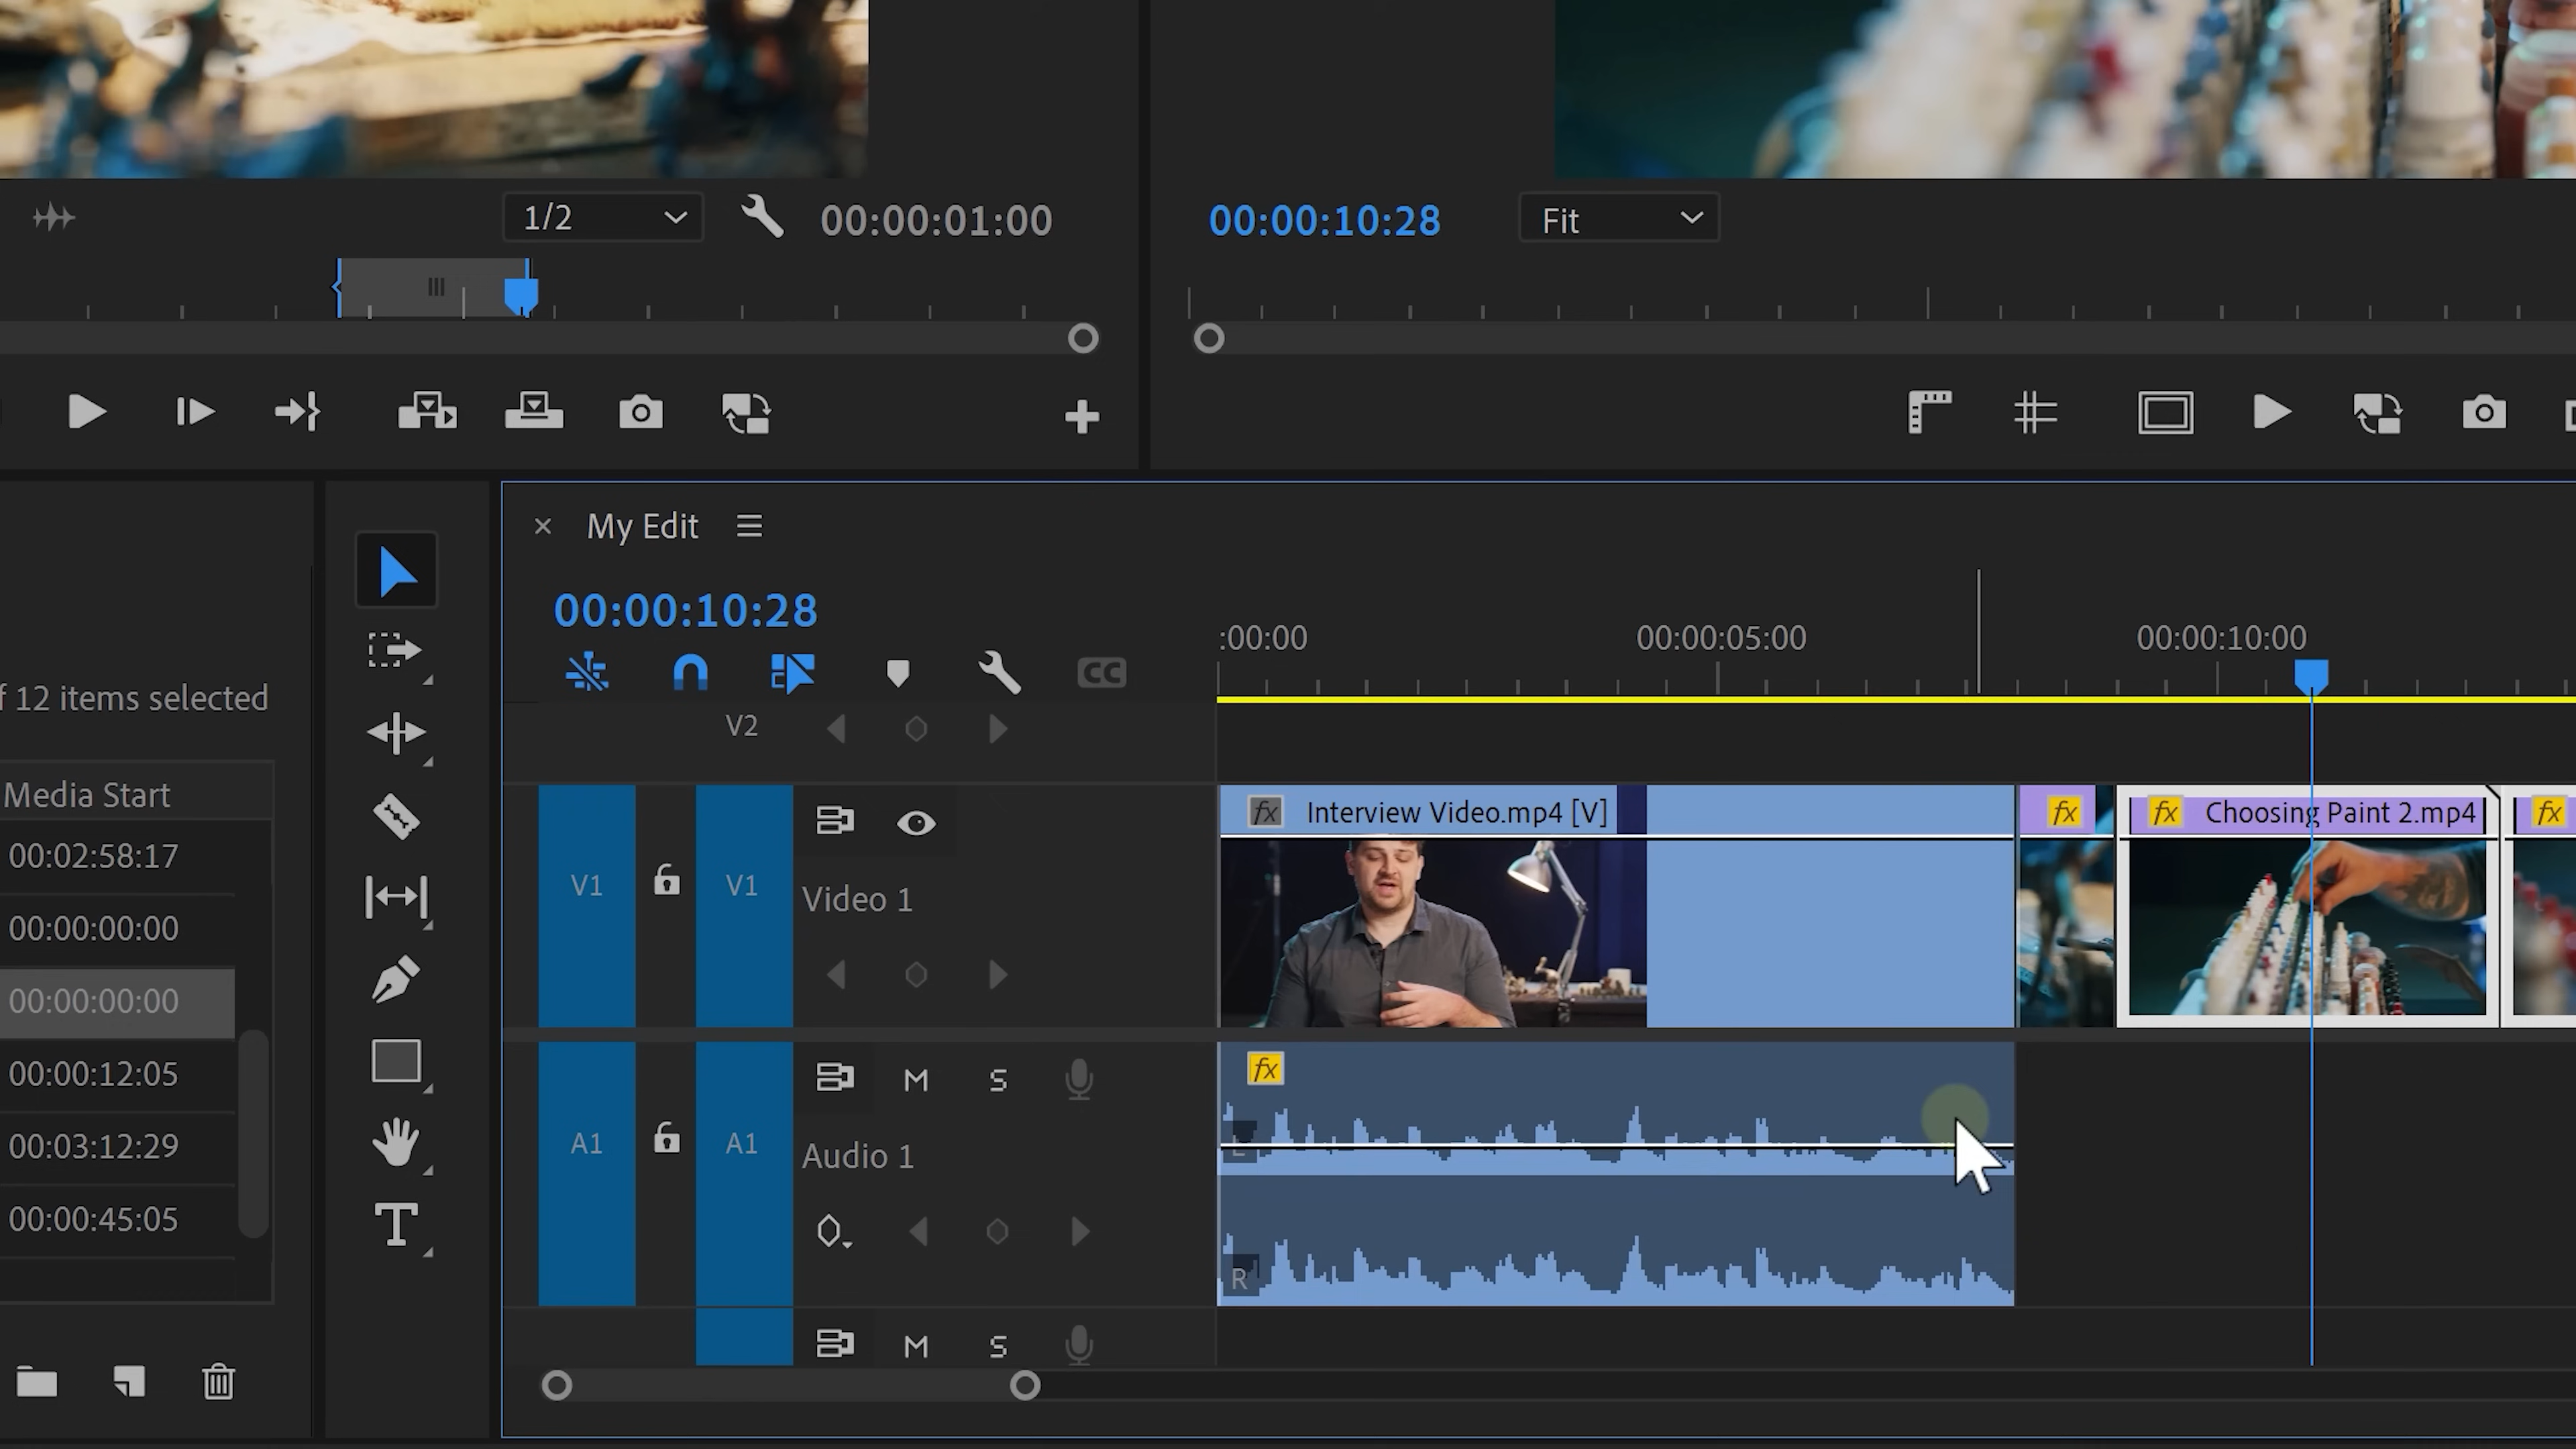 1/2
00:00:01:00
00:00:10:28
Fit
My Edit
00:00:10:28
:00:00
00:00:05:00
00:00:10:00
CC
f 12 items selected
V2
Media Start
fx
Interview Video.mp4 [V]
fx
fx
Choosing Paint 2.mp4
fx
00:02:58:17
V1
V1
Video 1
00:00:00:00
00:00:00:00
00:00:12:05
fx
M
S
00:03:12:29
A1
A1
Audio 1
L
00:00:45:05
T
R
M
S